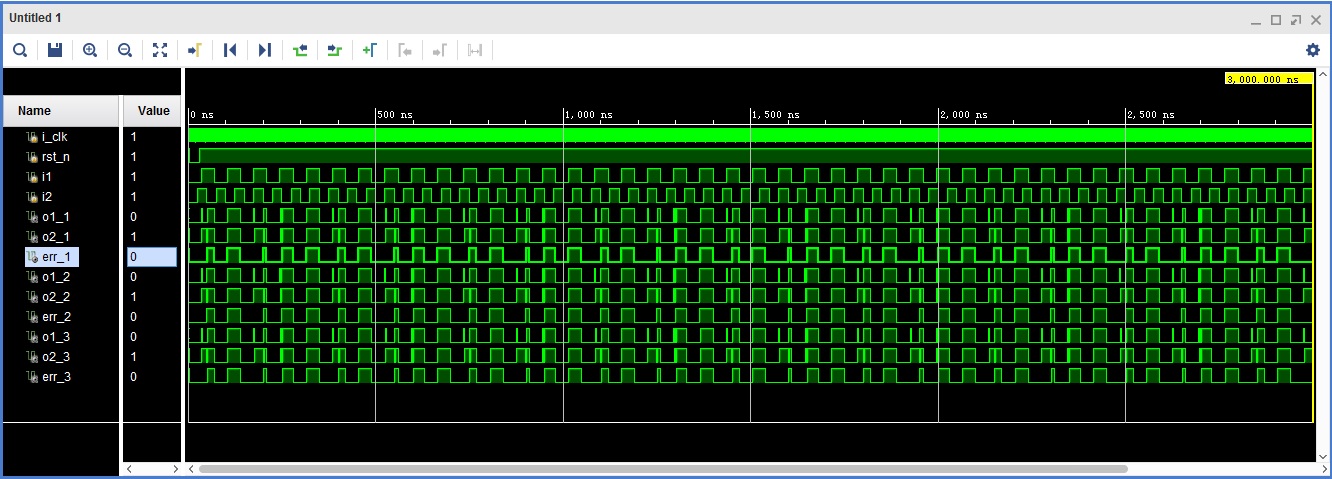 Untitled 1
3,000.000 ns
Name Value
0 ns 500 ns 1,000 ns 1,500 ns 2,000 ns 2,500 ns
i_clk 1
rst_n 1
i1 1
i2 1
o1_1 0
o2_1 1
err_1 0
o1_2 0
o2_2 1
err_2 0
o1_3 0
o2_3 1
err_3 0